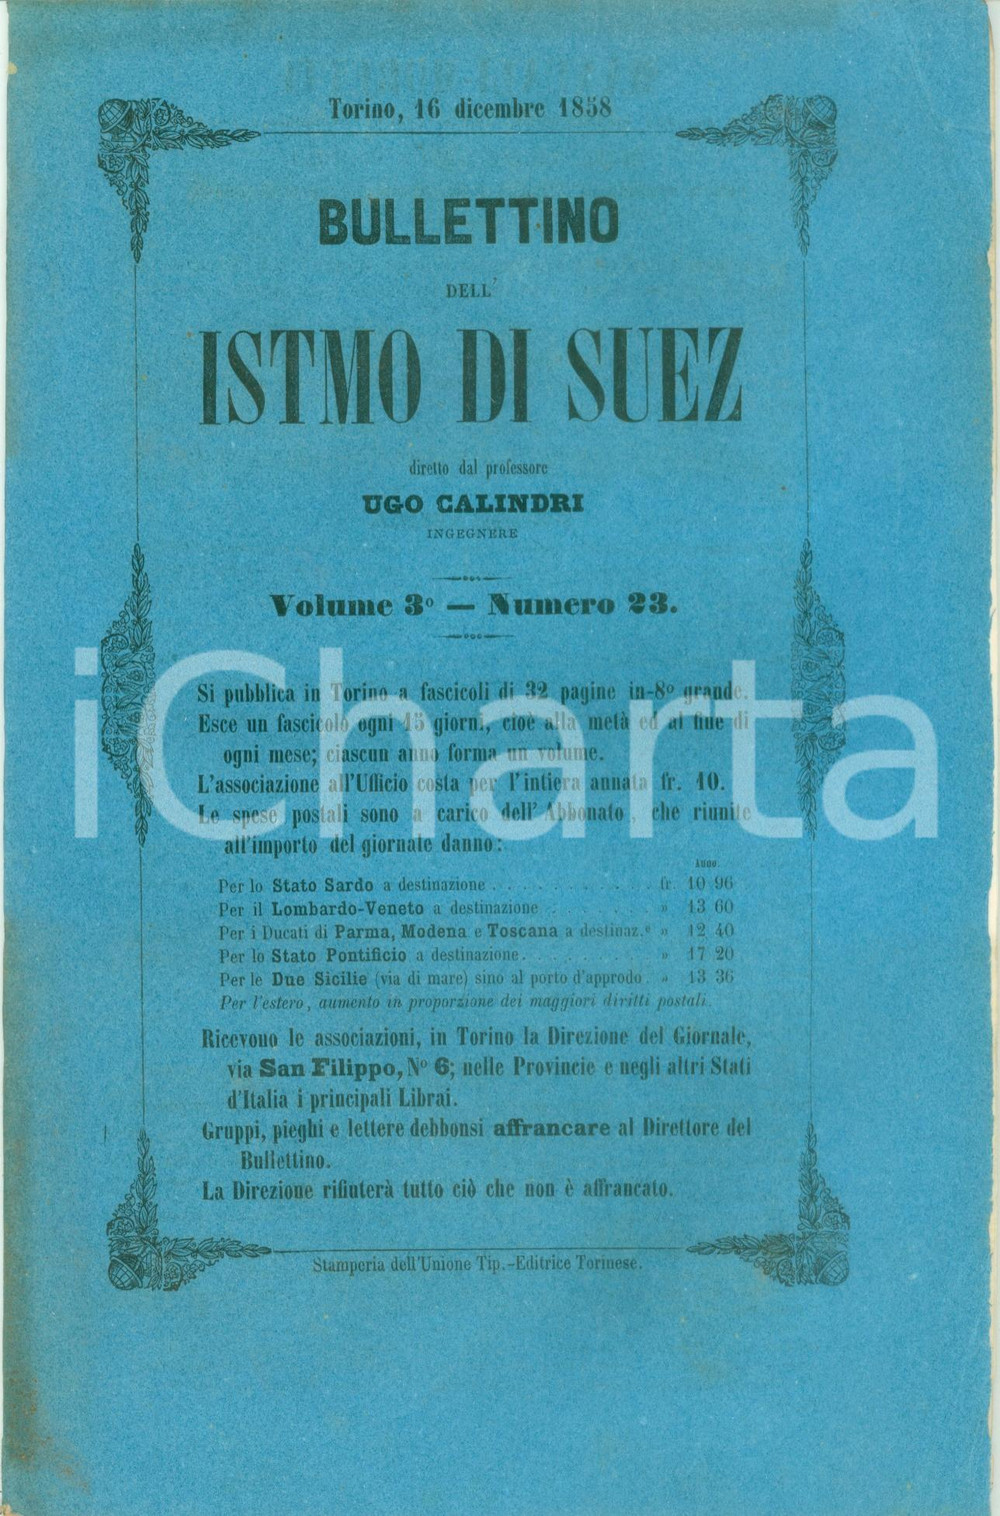 Torino, 16 dicembre 1858
BULLETTINO
DELL'
ISTMO DI SUEZ
diretto dal professore
UGO CALINDRI
INGEGNERE
Volume 3º — Numero 23.
Si pubblica in Torino a fascicoli di 32 pagine in-8º grande.
Esce un fascicolo ogni 15 giorni, cioè alla metà ed al fine di
ogni mese; ciascun anno forma un volume.
L'associazione all'Ufficio costa per l'intiera annata fr. 10.
Le spese postali sono a carico dell'Abbonato, che riunite
all'importo del giornale danno:
Anno
Per lo Stato Sardo a destinazione . . . . . . . . . . . fr. 10 96
Per il Lombardo-Veneto a destinazione . . . . . . . » 13 60
Per i Ducati di Parma, Modena e Toscana a destinaz.e » 12 40
Per lo Stato Pontificio a destinazione . . . . . . . . » 17 20
Per le Due Sicilie (via di mare) sino al porto d'approdo . » 13 36
Per l'estero, aumento in proporzione dei maggiori diritti postali.
Ricevono le associazioni, in Torino la Direzione del Giornale,
via San Filippo, Nº 6; nelle Provincie e negli altri Stati
d'Italia i principali Librai.
Gruppi, pieghi e lettere debbonsi affrancare al Direttore del
Bullettino.
La Direzione rifiuterà tutto ciò che non è affrancato.
Stamperia dell'Unione Tip.-Editrice Torinese.
iCharta